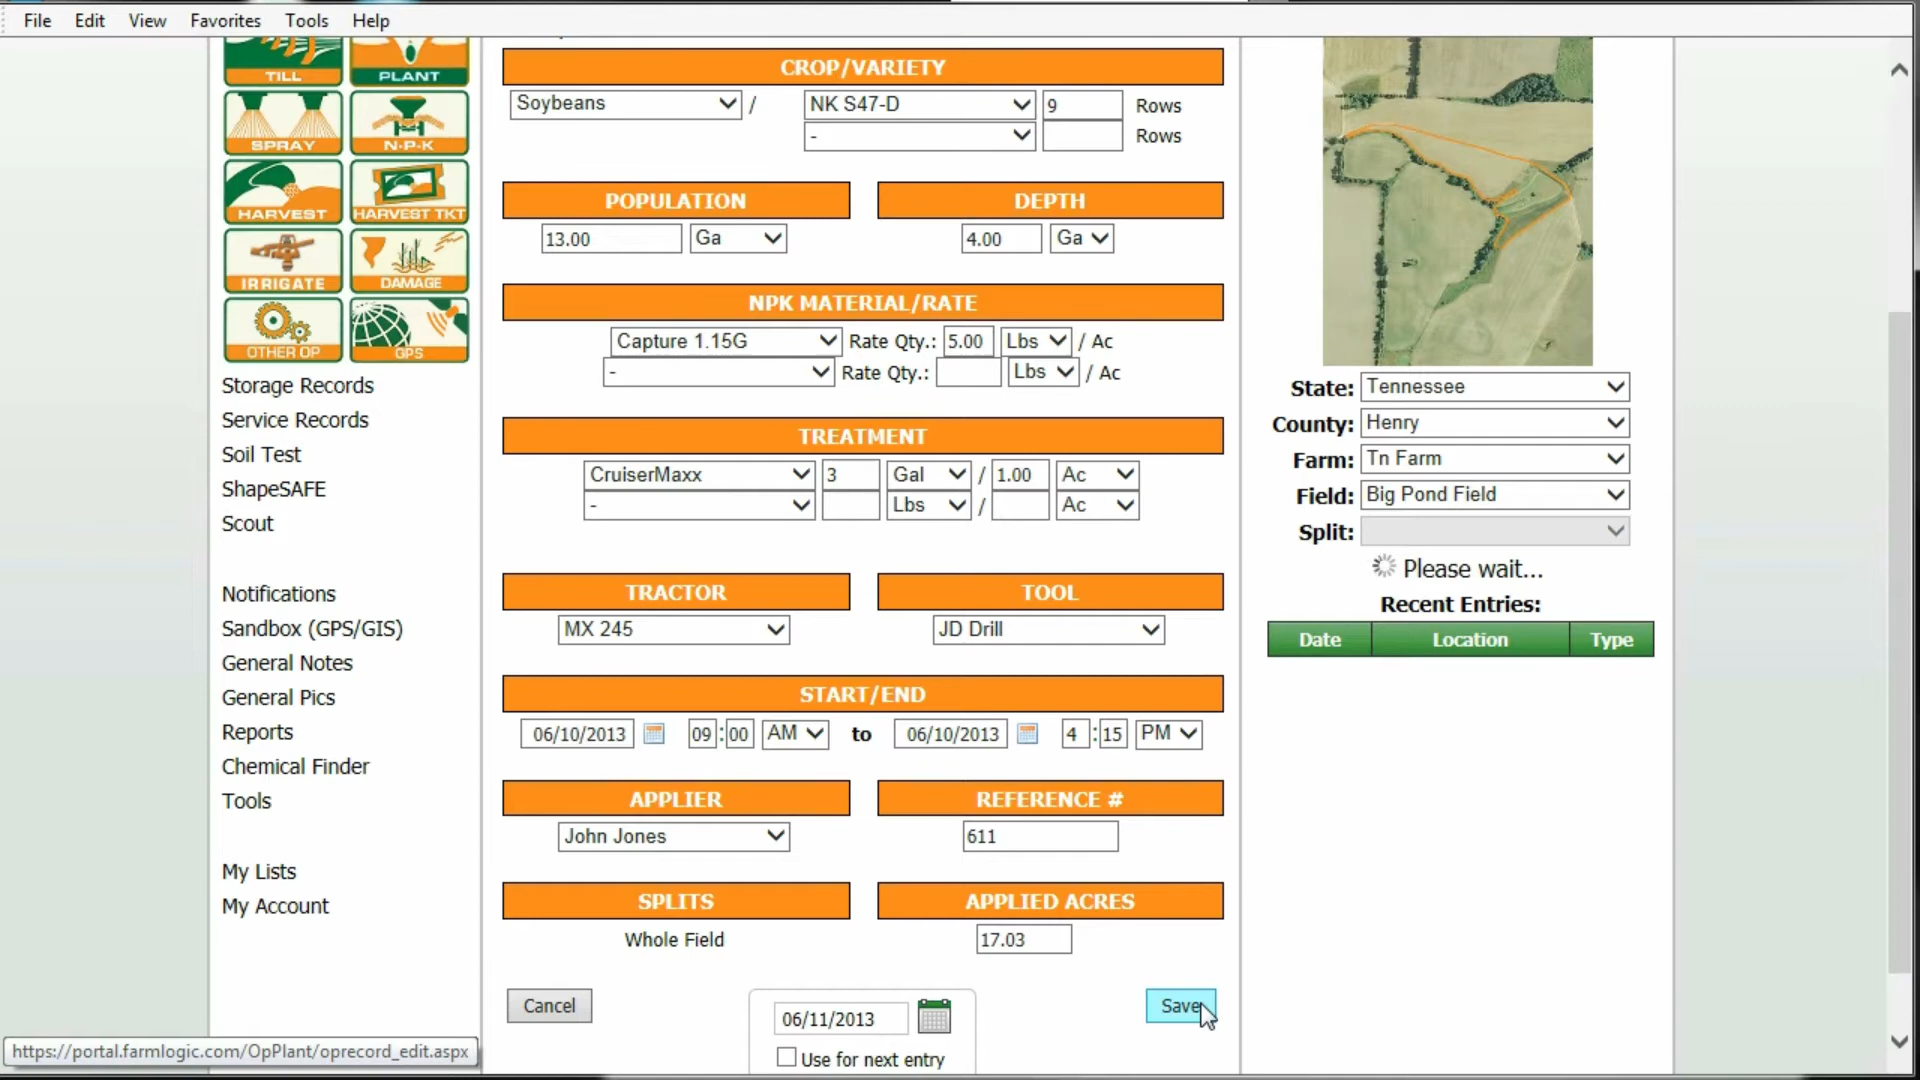 File Edit View Favorites Tools Help
TILL PLANT
SPRAY N·P·K
HARVEST HARVEST TKT
IRRIGATE DAMAGE
OTHER OP GPS
Storage Records
Service Records
Soil Test
ShapeSAFE
Scout
Notifications
Sandbox (GPS/GIS)
General Notes
General Pics
Reports
Chemical Finder
Tools
My Lists
My Account
CROP/VARIETY
Soybeans / NK S47-D 9 Rows
- Rows
POPULATION DEPTH
13.00 Ga 4.00 Ga
NPK MATERIAL/RATE
Capture 1.15G Rate Qty.: 5.00 Lbs / Ac
- Rate Qty.: Lbs / Ac
TREATMENT
CruiserMaxx 3 Gal / 1.00 Ac
- Lbs / Ac
TRACTOR TOOL
MX 245 JD Drill
START/END
06/10/2013 09 : 00 AM to 06/10/2013 4 : 15 PM
APPLIER REFERENCE #
John Jones 611
SPLITS APPLIED ACRES
Whole Field 17.03
Cancel 06/11/2013 Save
Use for next entry
State: Tennessee
County: Henry
Farm: Tn Farm
Field: Big Pond Field
Split:
Please wait...
Recent Entries:
Date Location Type
https://portal.farmlogic.com/OpPlant/oprecord_edit.aspx